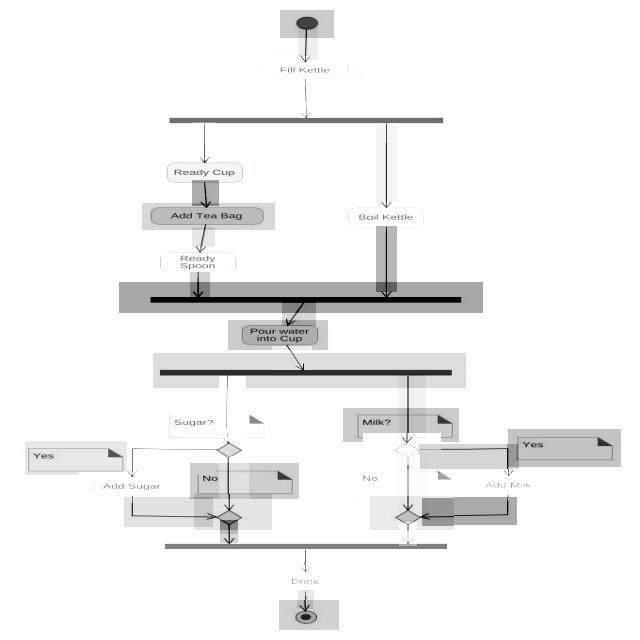 Fill Kettle
Ready Cup
Add Tea Bag
Boil Kettle
Ready
Spoon
Pour water
into Cup
Sugar?
Milk?
Yes
Yes
No
No
Add Sugar
Add Milk
Drink